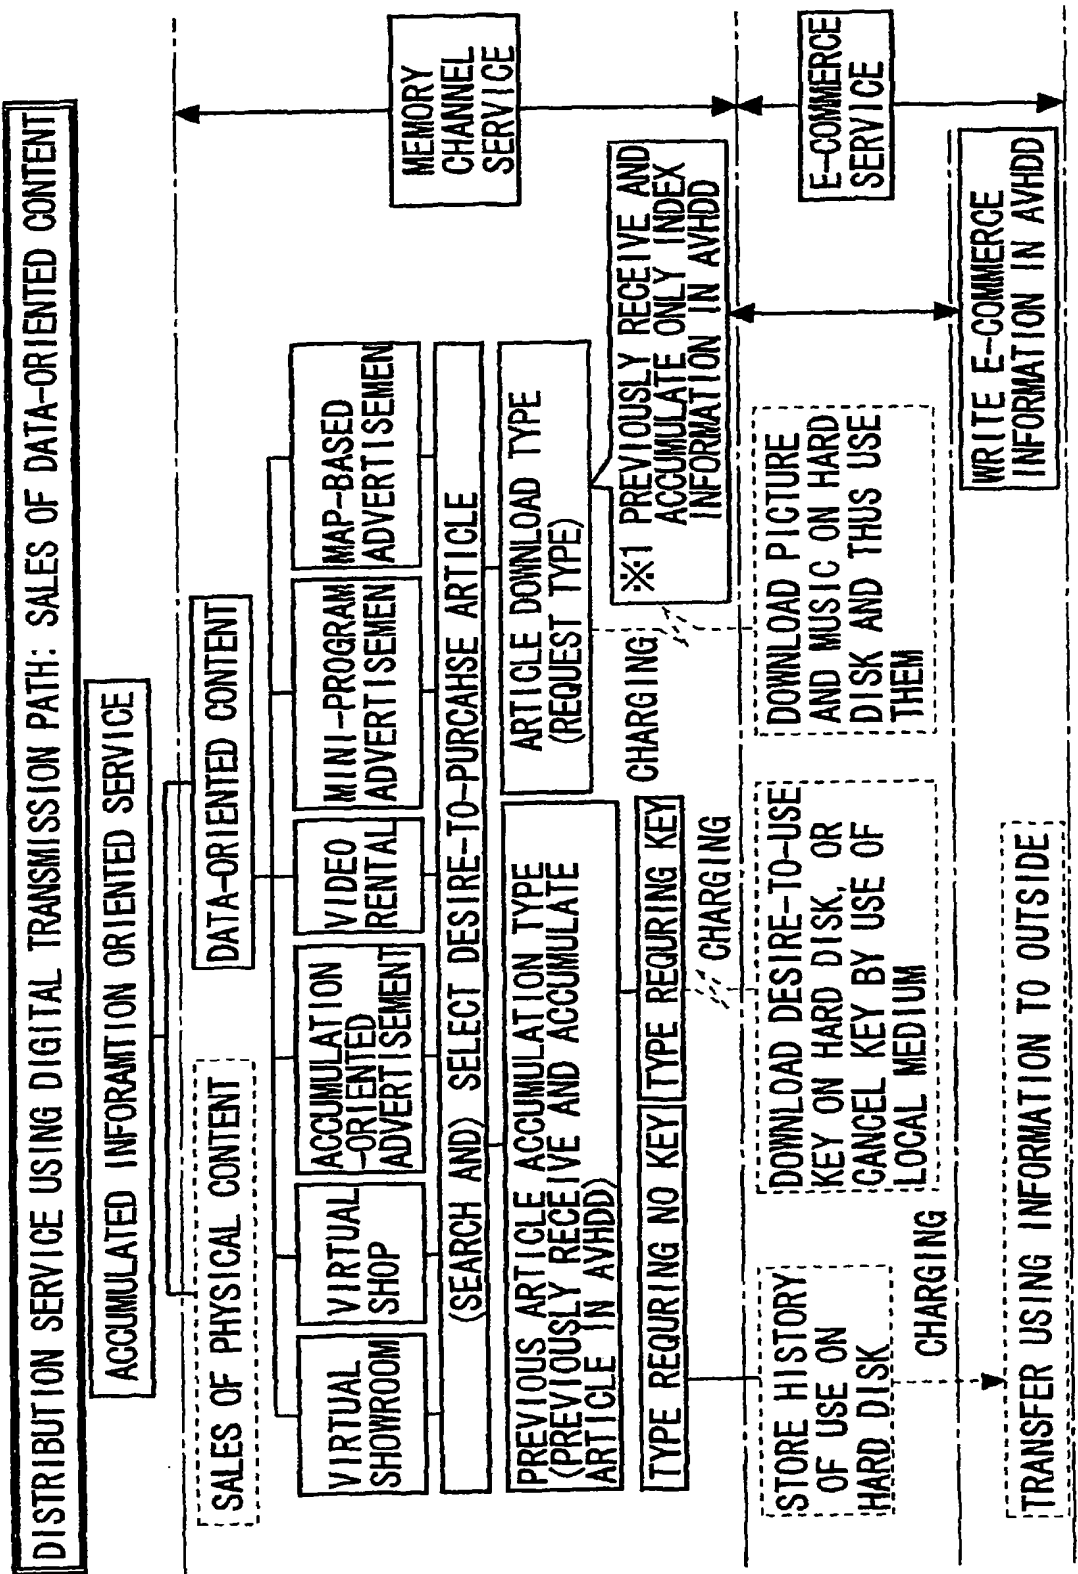 DISTRIBUTION SERVICE USING DIGITAL TRANSMISSION PATH: SALES OF DATA-ORIENTED CONTENT
ACCUMULATED INFORAMTION ORIENTED SERVICE
SALES OF PHYSICAL CONTENT
DATA-ORIENTED CONTENT
VIRTUAL
SHOWROOM
VIRTUAL
SHOP
ACCUMULATION
-ORIENTED
ADVERTISEMENT
VIDEO
RENTAL
MINI-PROGRAM
ADVERTISEMEN
MAP-BASED
ADVERTISEMEN
MEMORY
CHANNEL
SERVICE
(SEARCH AND) SELECT DESIRE-TO-PURCAHSE ARTICLE
PREVIOUS ARTICLE ACCUMULATION TYPE
(PREVIOUSLY RECEIVE AND ACCUMULATE
ARTICLE IN AVHDD)
ARTICLE DOWNLOAD TYPE
(REQUEST TYPE)
※1 PREVIOUSLY RECEIVE AND
ACCUMULATE ONLY INDEX
INFORMATION IN AVHDD
TYPE REQURING NO KEY
TYPE REQURING KEY
CHARGING
CHARGING
STORE HISTORY
OF USE ON
HARD DISK
DOWNLOAD DESIRE-TO-USE
KEY ON HARD DISK, OR
CANCEL KEY BY USE OF
LOCAL MEDIUM
DOWNLOAD PICTURE
AND MUSIC ON HARD
DISK AND THUS USE
THEM
E-COMMERCE
SERVICE
CHARGING
WRITE E-COMMERCE
INFORMATION IN AVHDD
TRANSFER USING INFORMATION TO OUTSIDE